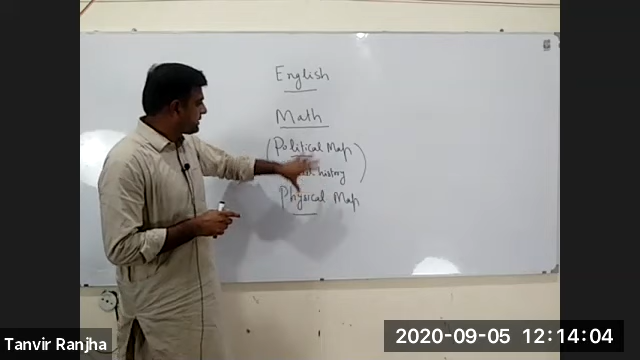 English
Math
(Political Map
history)
Physical Map
Tanvir Ranjha
2020-09-05 12:14:04